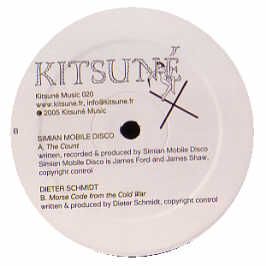 KITSUNÉ
Kitsuné Music 020
www.kitsune.fr, info@kitsune.fr
℗ 2005 Kitsuné Music
B
SIMIAN MOBILE DISCO
A. The Count
written, recorded & produced by Simian Mobile Disco
Simian Mobile Disco is James Ford and James Shaw,
copyright control
DIETER SCHMIDT
B. Morse Code from the Cold War
written & produced by Dieter Schmidt, copyright control